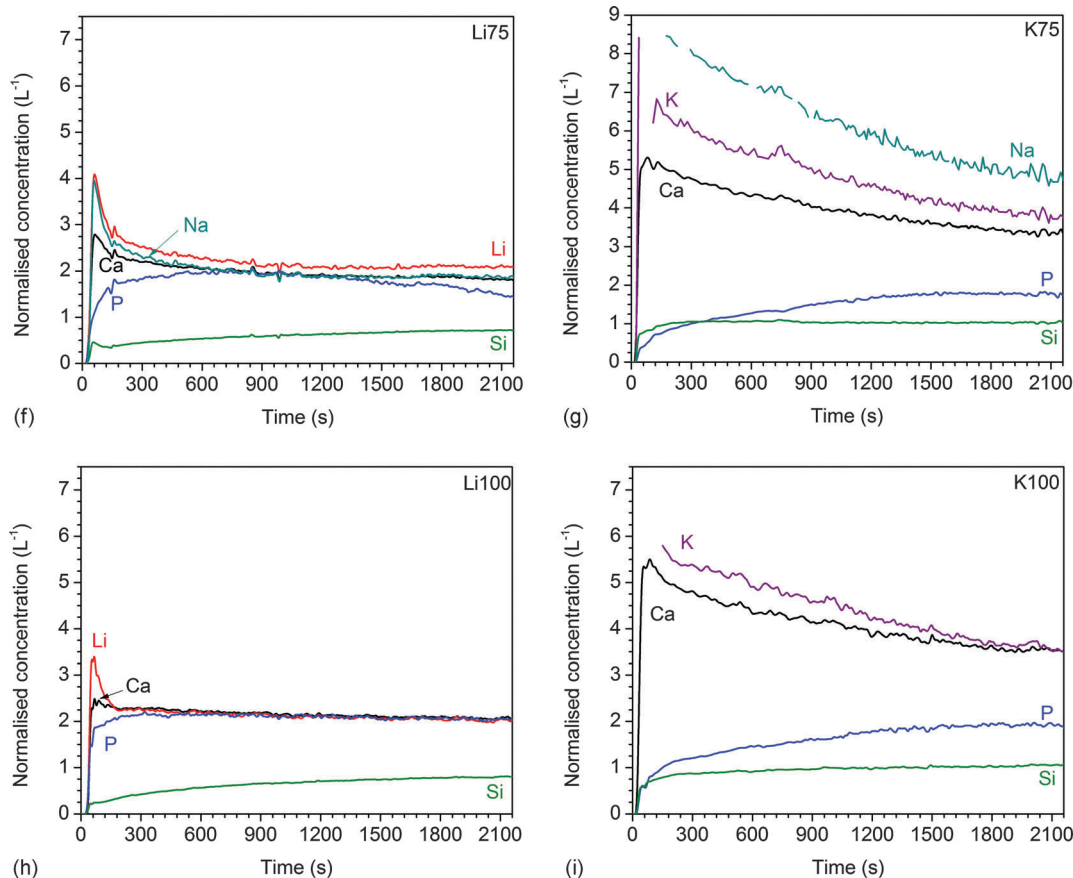 Li75
Normalised concentration (L⁻¹)
7
6
5
4
3
2
1
0
Na
Ca
P
Li
Si
0 300 600 900 1200 1500 1800 2100
Time (s)
(f)
K75
Normalised concentration (L⁻¹)
9
8
7
6
5
4
3
2
1
0
K
Na
Ca
P
Si
0 300 600 900 1200 1500 1800 2100
Time (s)
(g)
Li100
Normalised concentration (L⁻¹)
7
6
5
4
3
2
1
0
Li
Ca
P
Si
0 300 600 900 1200 1500 1800 2100
Time (s)
(h)
K100
Normalised concentration (L⁻¹)
7
6
5
4
3
2
1
0
K
Ca
P
Si
0 300 600 900 1200 1500 1800 2100
Time (s)
(i)